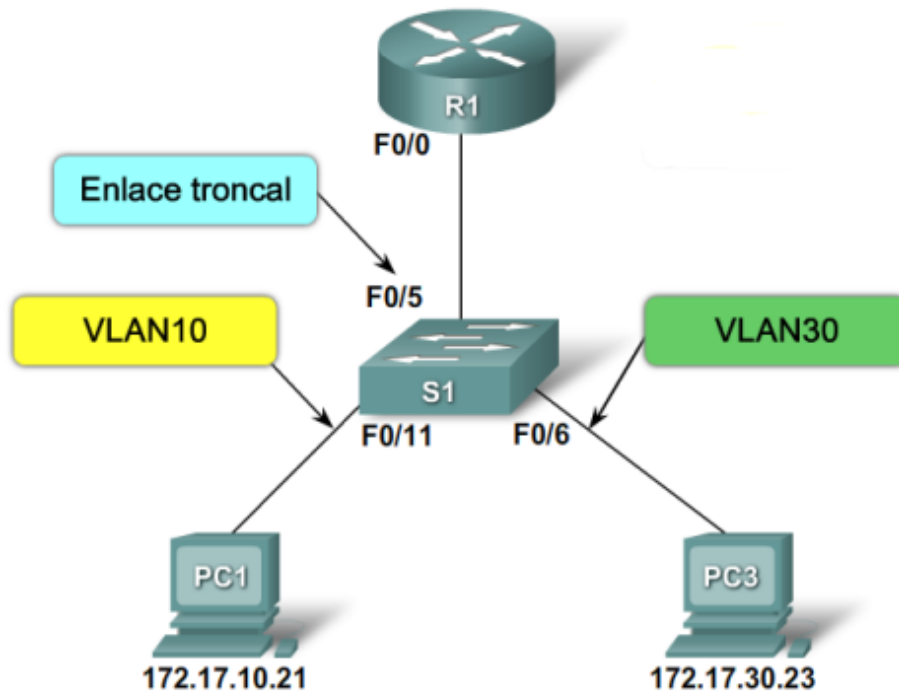 R1
F0/0
Enlace troncal
F0/5
VLAN10
VLAN30
S1
F0/11
F0/6
PC1
PC3
172.17.10.21
172.17.30.23